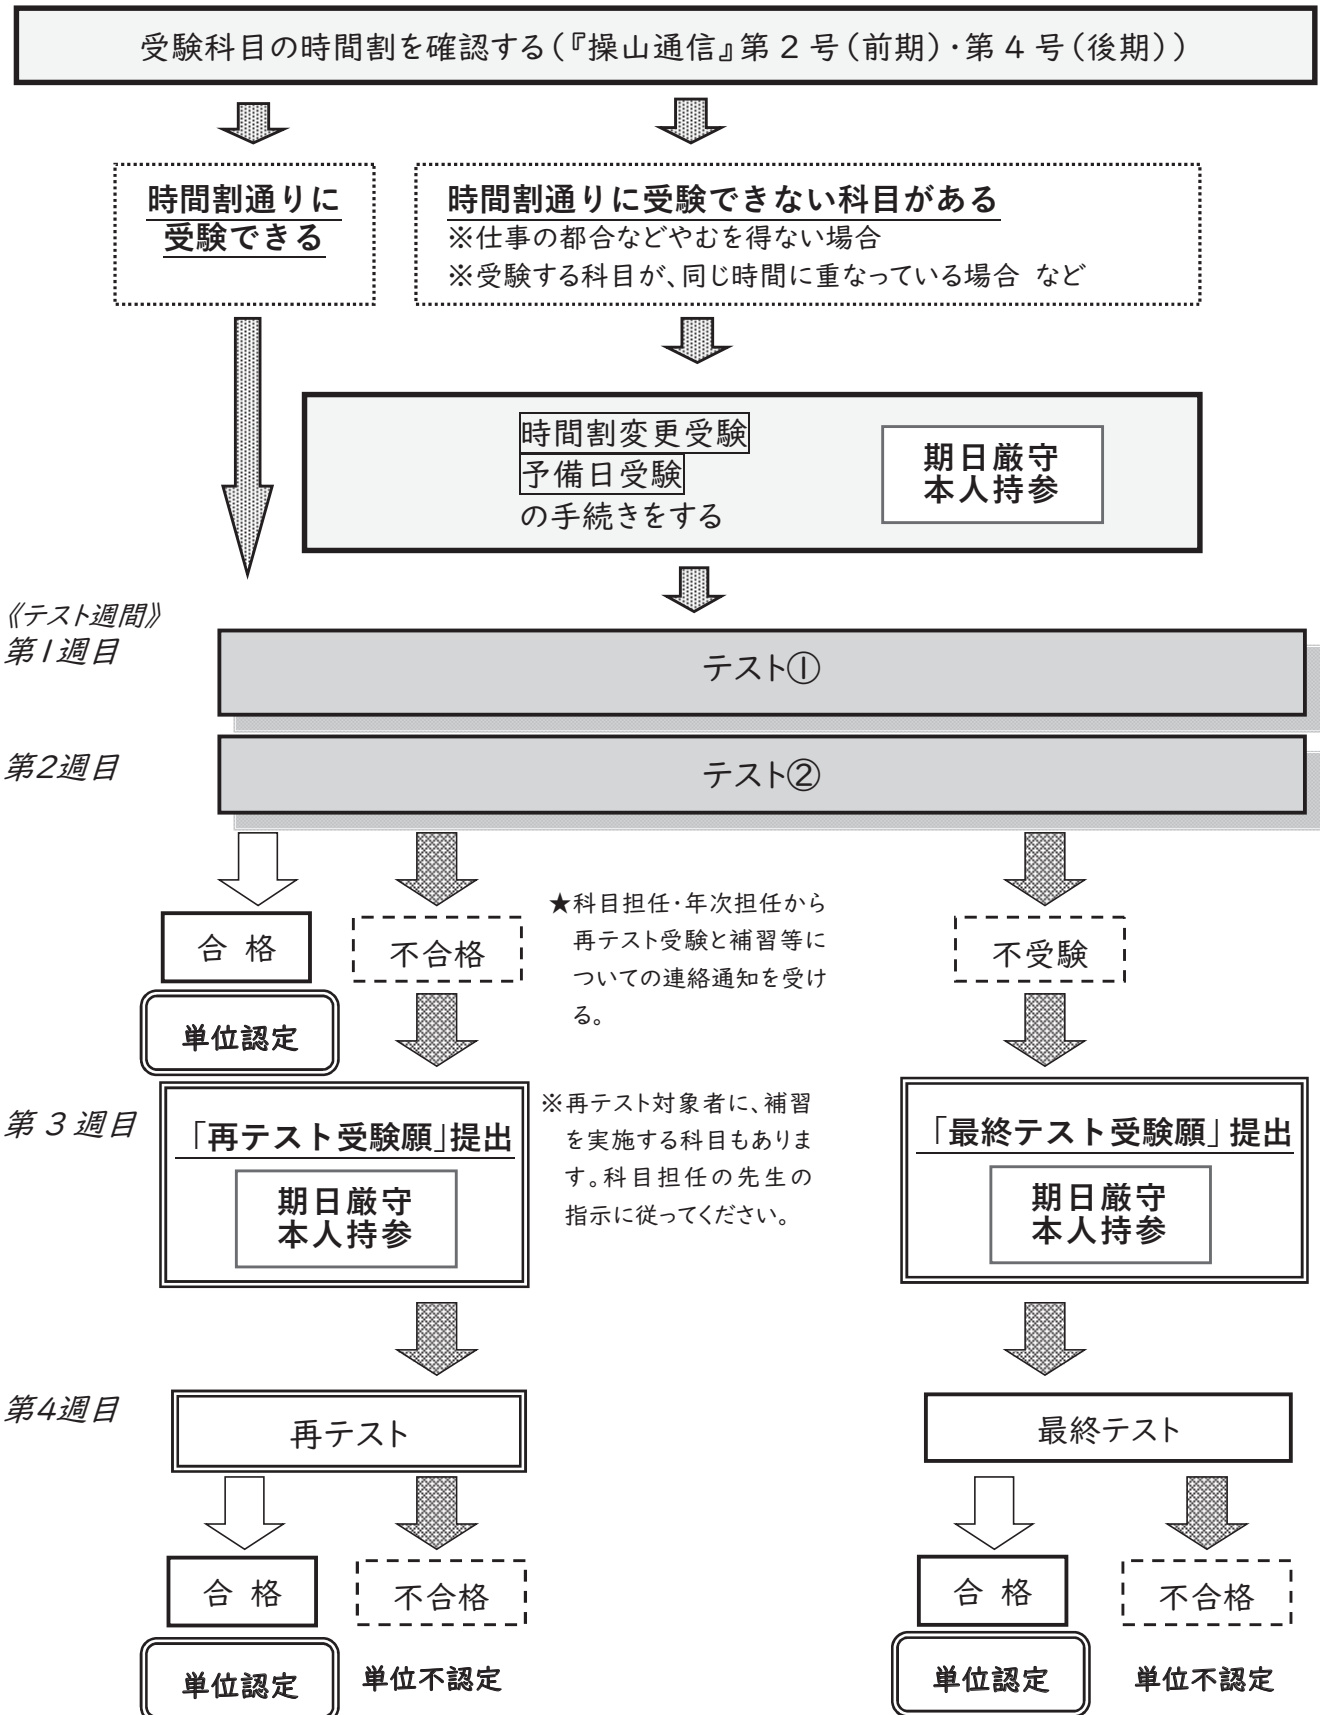 受験科目の時間割を確認する(『操山通信』第2号(前期)・第4号(後期))
時間割通りに
受験できる
時間割通りに受験できない科目がある
※仕事の都合などやむを得ない場合
※受験する科目が、同じ時間に重なっている場合 など
時間割変更受験
予備日受験
の手続きをする
期日厳守
本人持参
《テスト週間》
第1週目
テスト①
第2週目
テスト②
合 格
不合格
★科目担任・年次担任から
再テスト受験と補習等に
ついての連絡通知を受け
る。
不受験
単位認定
第3週目
「再テスト受験願」提出
期日厳守
本人持参
※再テスト対象者に、補習
を実施する科目もありま
す。科目担任の先生の
指示に従ってください。
「最終テスト受験願」提出
期日厳守
本人持参
第4週目
再テスト
最終テスト
合 格
不合格
合 格
不合格
単位認定
単位不認定
単位認定
単位不認定